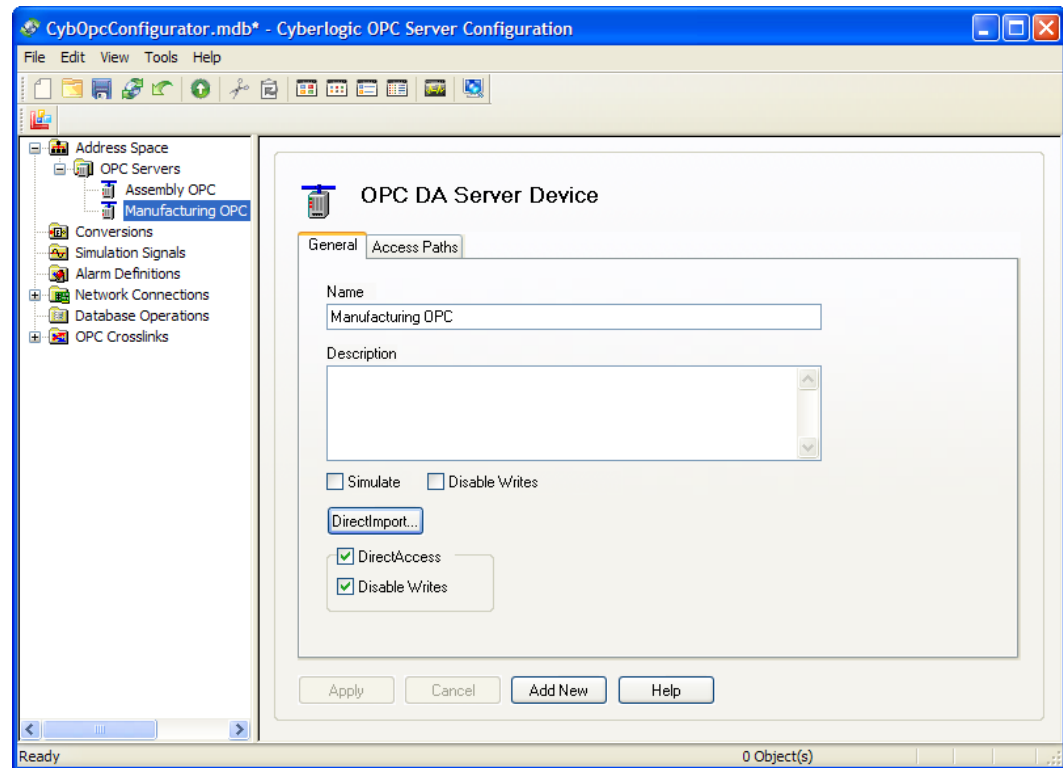 CybOpcConfigurator.mdb* - Cyberlogic OPC Server Configuration
File Edit View Tools Help
Address Space
OPC Servers
Assembly OPC
Manufacturing OPC
Conversions
Simulation Signals
Alarm Definitions
Network Connections
Database Operations
OPC Crosslinks
OPC DA Server Device
General Access Paths
Name
Manufacturing OPC
Description
Simulate Disable Writes
DirectImport...
DirectAccess
Disable Writes
Apply Cancel Add New Help
Ready 0 Object(s)